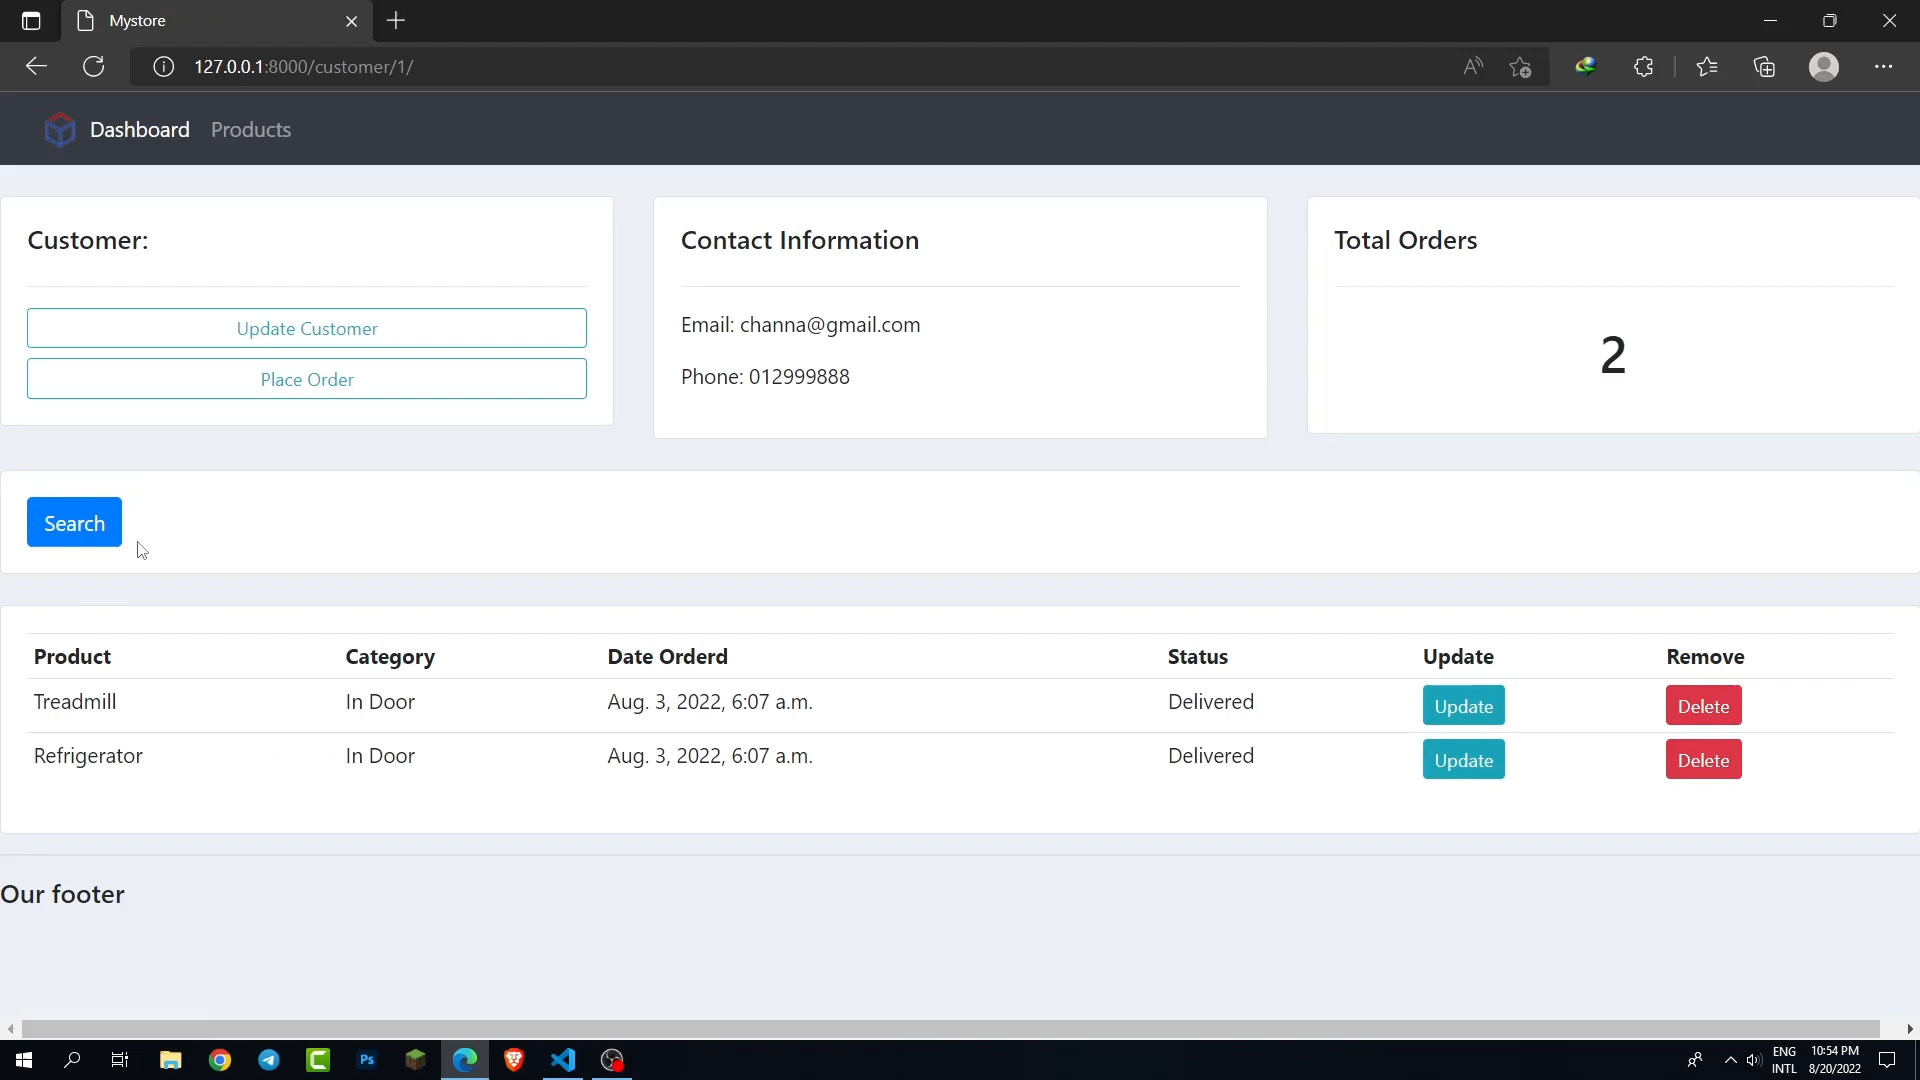 Mystore
127.0.0.1:8000/customer/1/
Dashboard Products
Customer:
Update Customer
Place Order
Contact Information
Email: channa@gmail.com
Phone: 012999888
Total Orders
2
Search
Product Category Date Orderd Status Update Remove
Treadmill In Door Aug. 3, 2022, 6:07 a.m. Delivered Update Delete
Refrigerator In Door Aug. 3, 2022, 6:07 a.m. Delivered Update Delete
Our footer
Ps
ENG 10:54 PM
INTL 8/20/2022